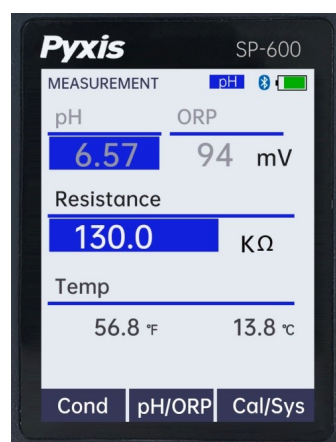 Pyxis SP-600
MEASUREMENT pH
pH ORP
6.57 94 mV
Resistance
130.0 KΩ
Temp
56.8 °F 13.8 °C
Cond pH/ORP Cal/Sys